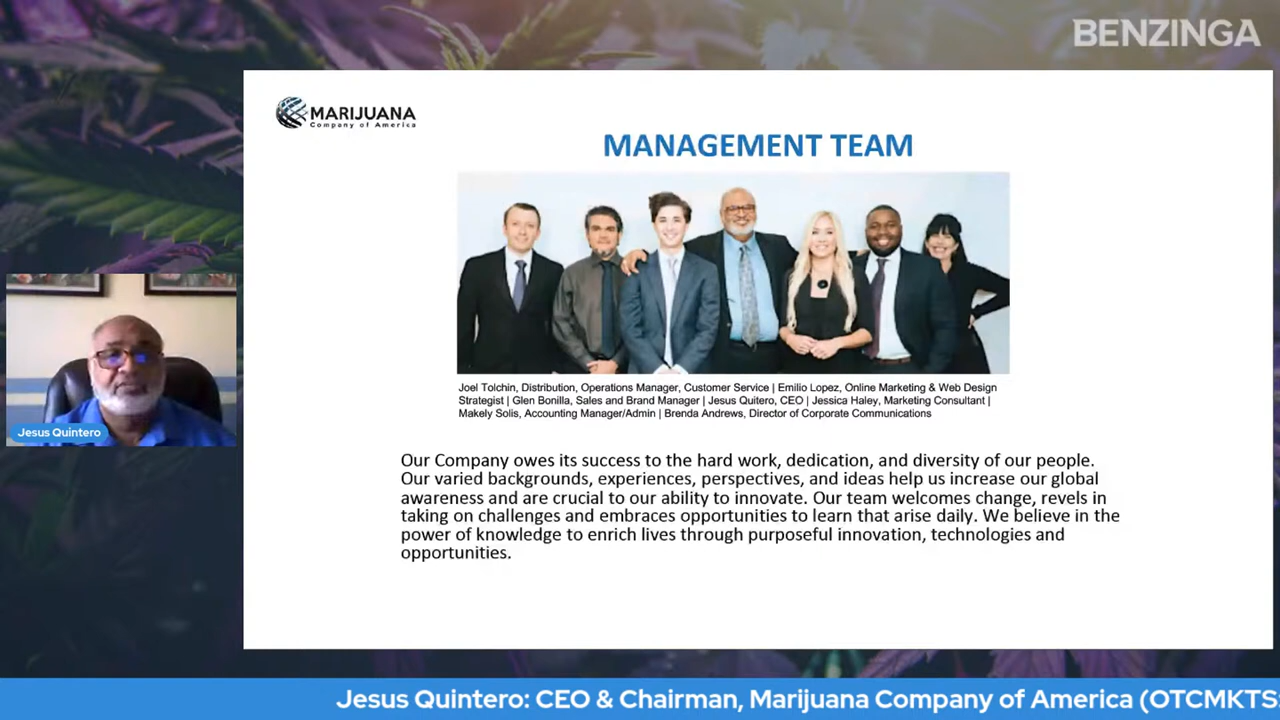 BENZINGA
MARIJUANA
Company of America
MANAGEMENT TEAM
Joel Tolchin, Distribution, Operations Manager, Customer Service | Emilio Lopez, Online Marketing & Web Design
Strategist | Glen Bonilla, Sales and Brand Manager | Jesus Quitero, CEO | Jessica Haley, Marketing Consultant |
Makely Solis, Accounting Manager/Admin | Brenda Andrews, Director of Corporate Communications
Our Company owes its success to the hard work, dedication, and diversity of our people.
Our varied backgrounds, experiences, perspectives, and ideas help us increase our global
awareness and are crucial to our ability to innovate. Our team welcomes change, revels in
taking on challenges and embraces opportunities to learn that arise daily. We believe in the
power of knowledge to enrich lives through purposeful innovation, technologies and
opportunities.
Jesus Quintero
Jesus Quintero: CEO & Chairman, Marijuana Company of America (OTCMKTS: